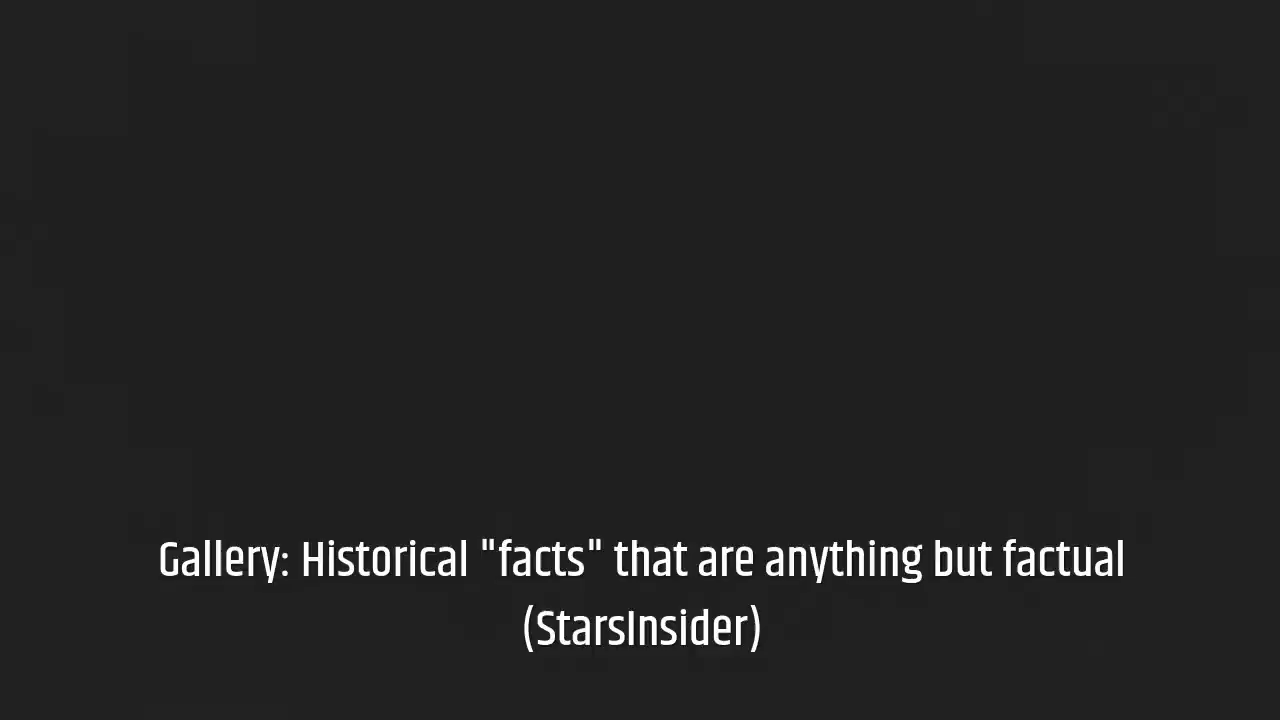 Gallery: Historical "facts" that are anything but factual
(StarsInsider)